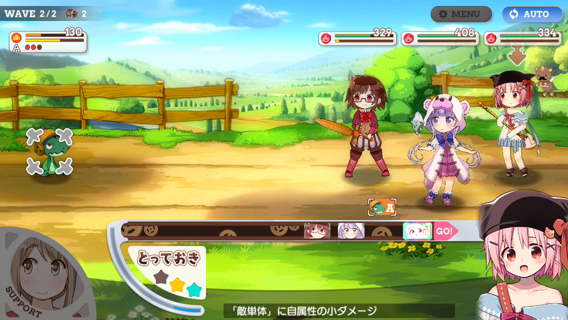 WAVE 2/2 2
MENU
AUTO
130
A
329
408
334
A
GO!
とっておき
SUPPORT
「敵単体」に自属性の小ダメージ